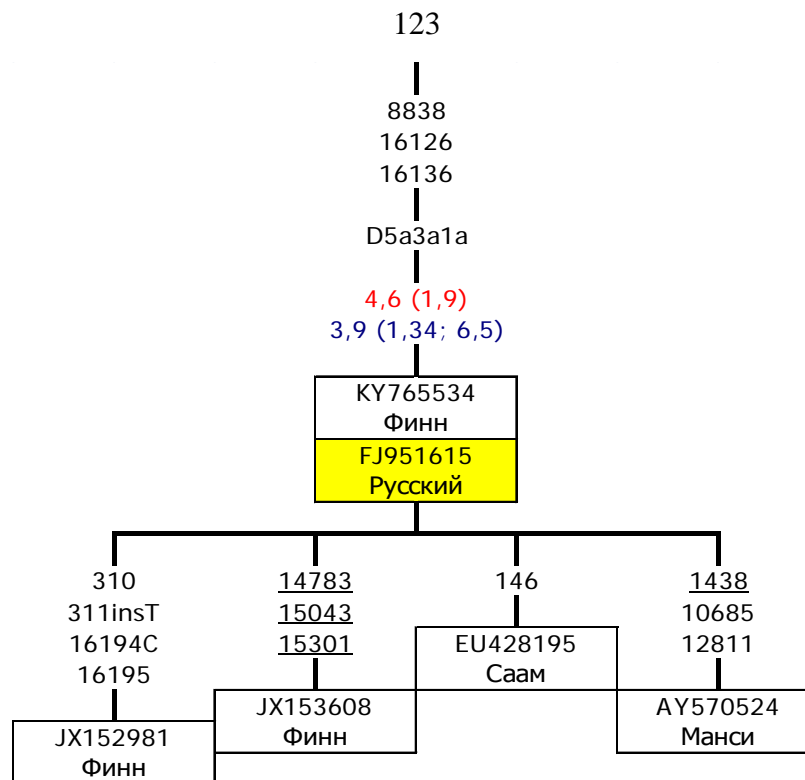 123
8838
16126
16136
D5a3a1a
4,6 (1,9)
3,9 (1,34; 6,5)
KY765534
Финн
FJ951615
Русский
310
311insT
16194C
16195
JX152981
Финн
14783
15043
15301
JX153608
Финн
146
EU428195
Саам
1438
10685
12811
AY570524
Манси